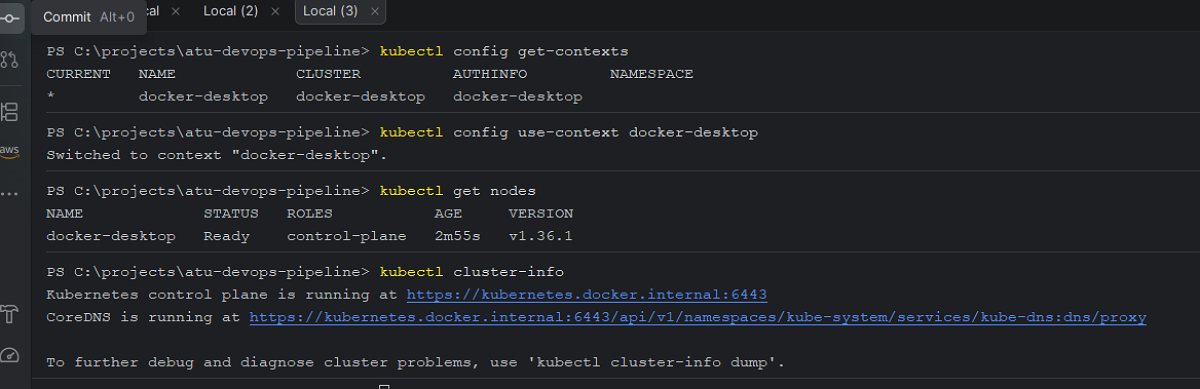 Commit Alt+0
cal × Local (2) × Local (3) ×
PS C:\projects\atu-devops-pipeline> kubectl config get-contexts
CURRENT NAME CLUSTER AUTHINFO NAMESPACE
* docker-desktop docker-desktop docker-desktop
PS C:\projects\atu-devops-pipeline> kubectl config use-context docker-desktop
Switched to context "docker-desktop".
aws
PS C:\projects\atu-devops-pipeline> kubectl get nodes
NAME STATUS ROLES AGE VERSION
docker-desktop Ready control-plane 2m55s v1.36.1
PS C:\projects\atu-devops-pipeline> kubectl cluster-info
Kubernetes control plane is running at https://kubernetes.docker.internal:6443
CoreDNS is running at https://kubernetes.docker.internal:6443/api/v1/namespaces/kube-system/services/kube-dns:dns/proxy
To further debug and diagnose cluster problems, use 'kubectl cluster-info dump'.